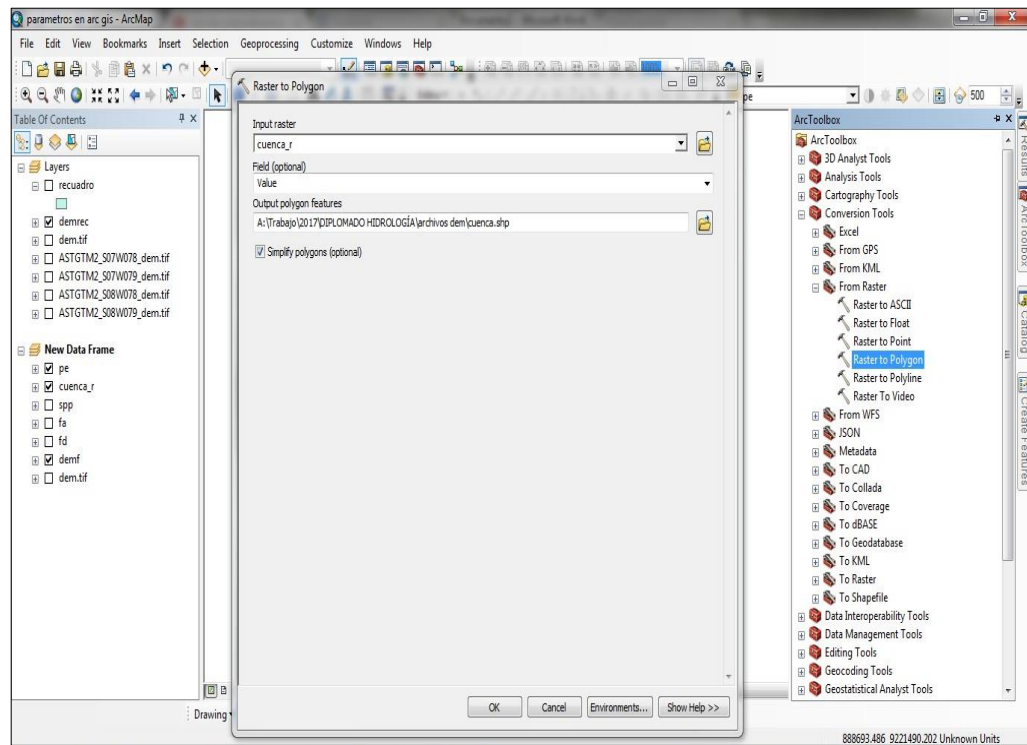 parametros en arc gis - ArcMap
File Edit View Bookmarks Insert Selection Geoprocessing Customize Windows Help
500
Table Of Contents
Layers
recuadro
demrec
dem.tif
ASTGTM2_S07W078_dem.tif
ASTGTM2_S07W079_dem.tif
ASTGTM2_S08W078_dem.tif
ASTGTM2_S08W079_dem.tif
New Data Frame
pe
cuenca_r
spp
fa
fd
demf
dem.tif
Drawing
Raster to Polygon
Input raster
cuenca_r
Field (optional)
Value
Output polygon features
A:\Trabajo\2017\DIPLOMADO HIDROLOGÍA\archivos dem\cuenca.shp
Simplify polygons (optional)
OK Cancel Environments... Show Help >>
ArcToolbox
ArcToolbox
3D Analyst Tools
Analysis Tools
Cartography Tools
Conversion Tools
Excel
From GPS
From KML
From Raster
Raster to ASCII
Raster to Float
Raster to Point
Raster to Polygon
Raster to Polyline
Raster To Video
From WFS
JSON
Metadata
To CAD
To Collada
To Coverage
To dBASE
To Geodatabase
To KML
To Raster
To Shapefile
Data Interoperability Tools
Data Management Tools
Editing Tools
Geocoding Tools
Geostatistical Analyst Tools
Results
ArcToolbox
Catalog
Create Features
888693.486 9221490.202 Unknown Units